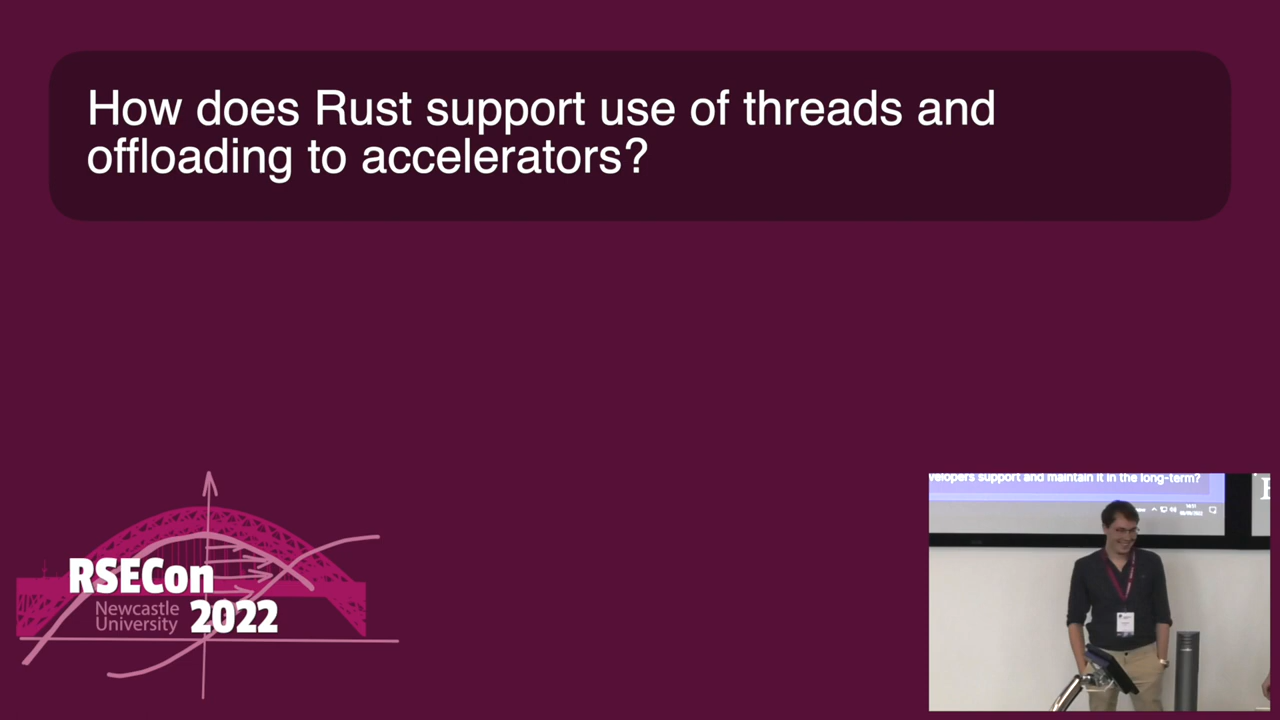 How does Rust support use of threads and
offloading to accelerators?
RSECon
Newcastle
University
2022
velopers support and maintain it in the long-term?